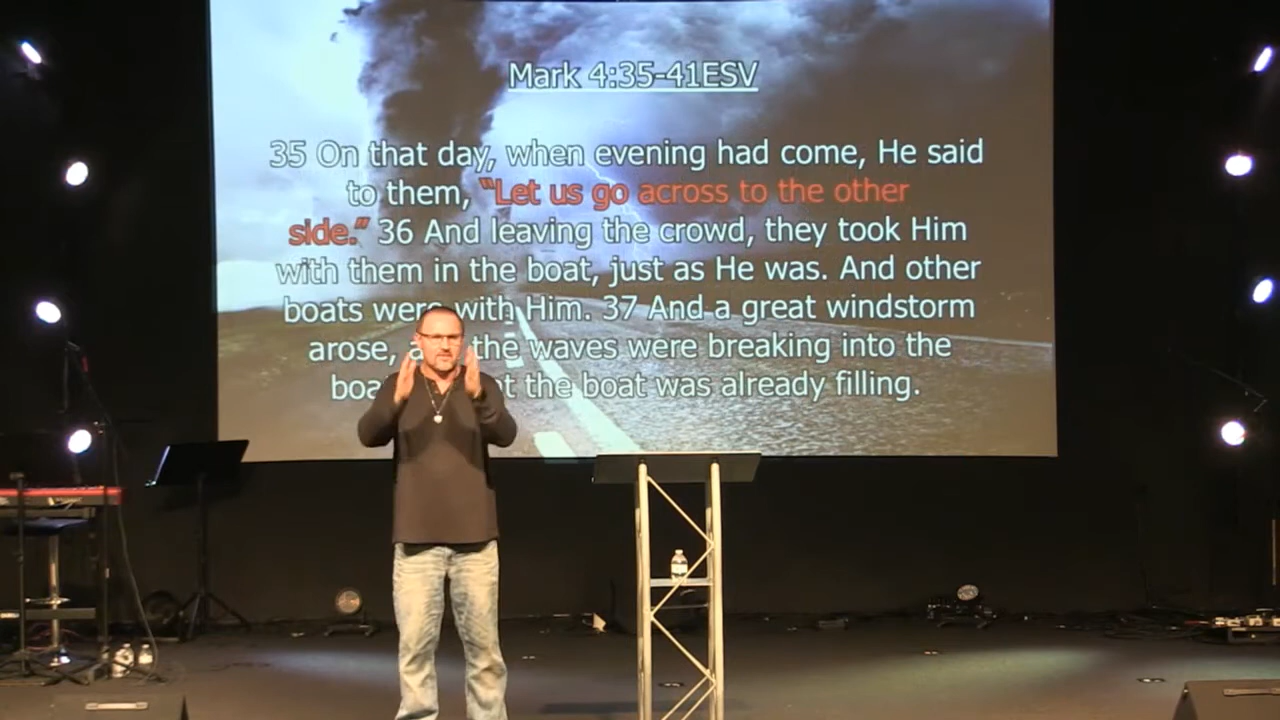 Mark 4:35-41ESV
35 On that day, when evening had come, He said
to them, “Let us go across to the other
side.” 36 And leaving the crowd, they took Him
with them in the boat, just as He was. And other
boats were with Him. 37 And a great windstorm
arose, the waves were breaking into the
the boat was already filling.